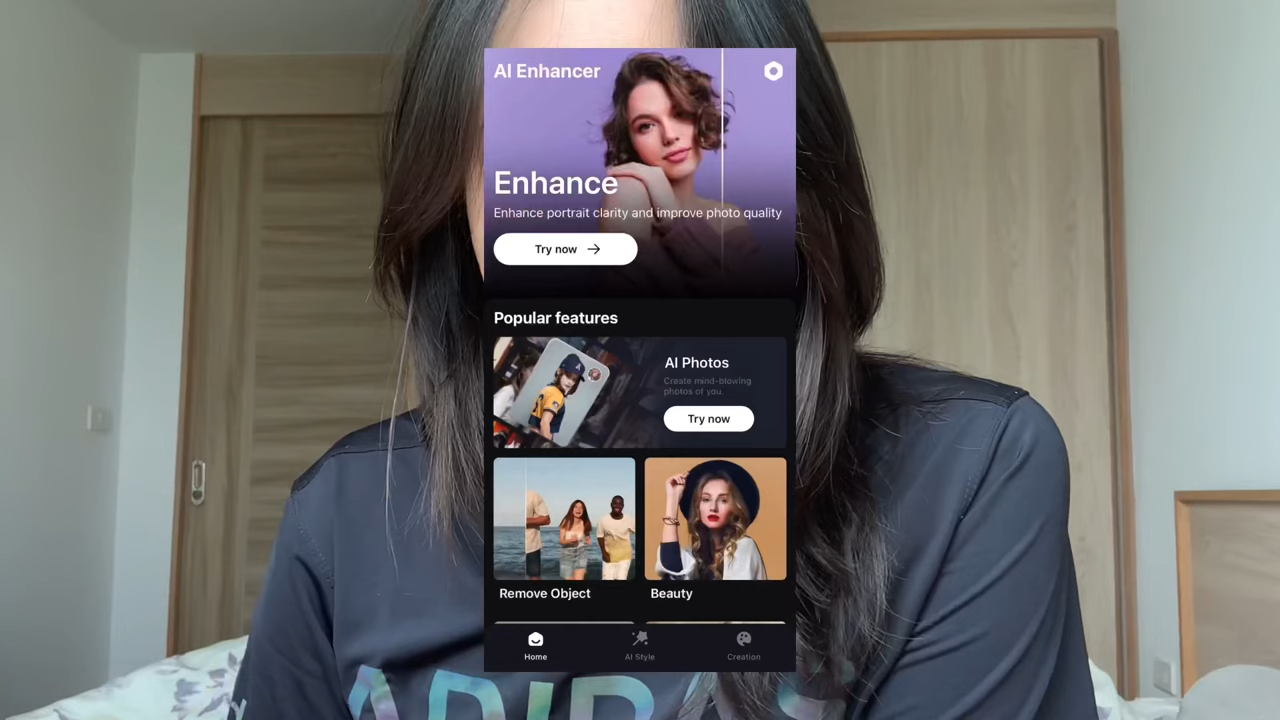 AI Enhancer
Enhance
Enhance portrait clarity and improve photo quality
Try now
Popular features
AI Photos
Create mind-blowing
photos of you.
Try now
Remove Object
Beauty
Home
AI Style
Creation
ADIDAS